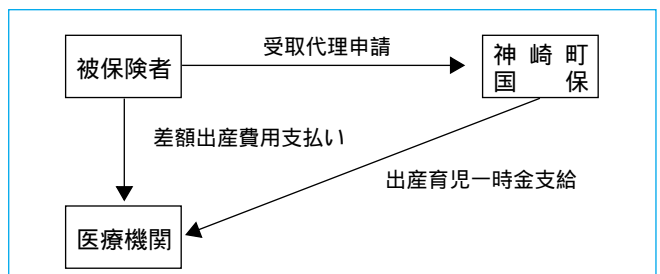 受取代理申請
被保険者
神崎町
国保
差額出産費用支払い
出産育児一時金支給
医療機関